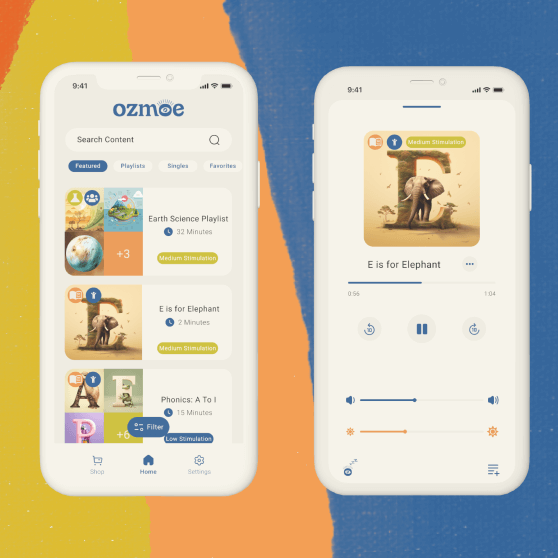 9:41
ozmoe
Search Content
Featured
Playlists
Singles
Favorites
Earth Science Playlist
32 Minutes
+3
Medium Stimulation
E is for Elephant
2 Minutes
Medium Stimulation
Phonics: A To I
15 Minutes
+6
Filter
Low Stimulation
Shop
Home
Settings
9:41
Medium Stimulation
E is for Elephant
0:56
1:04